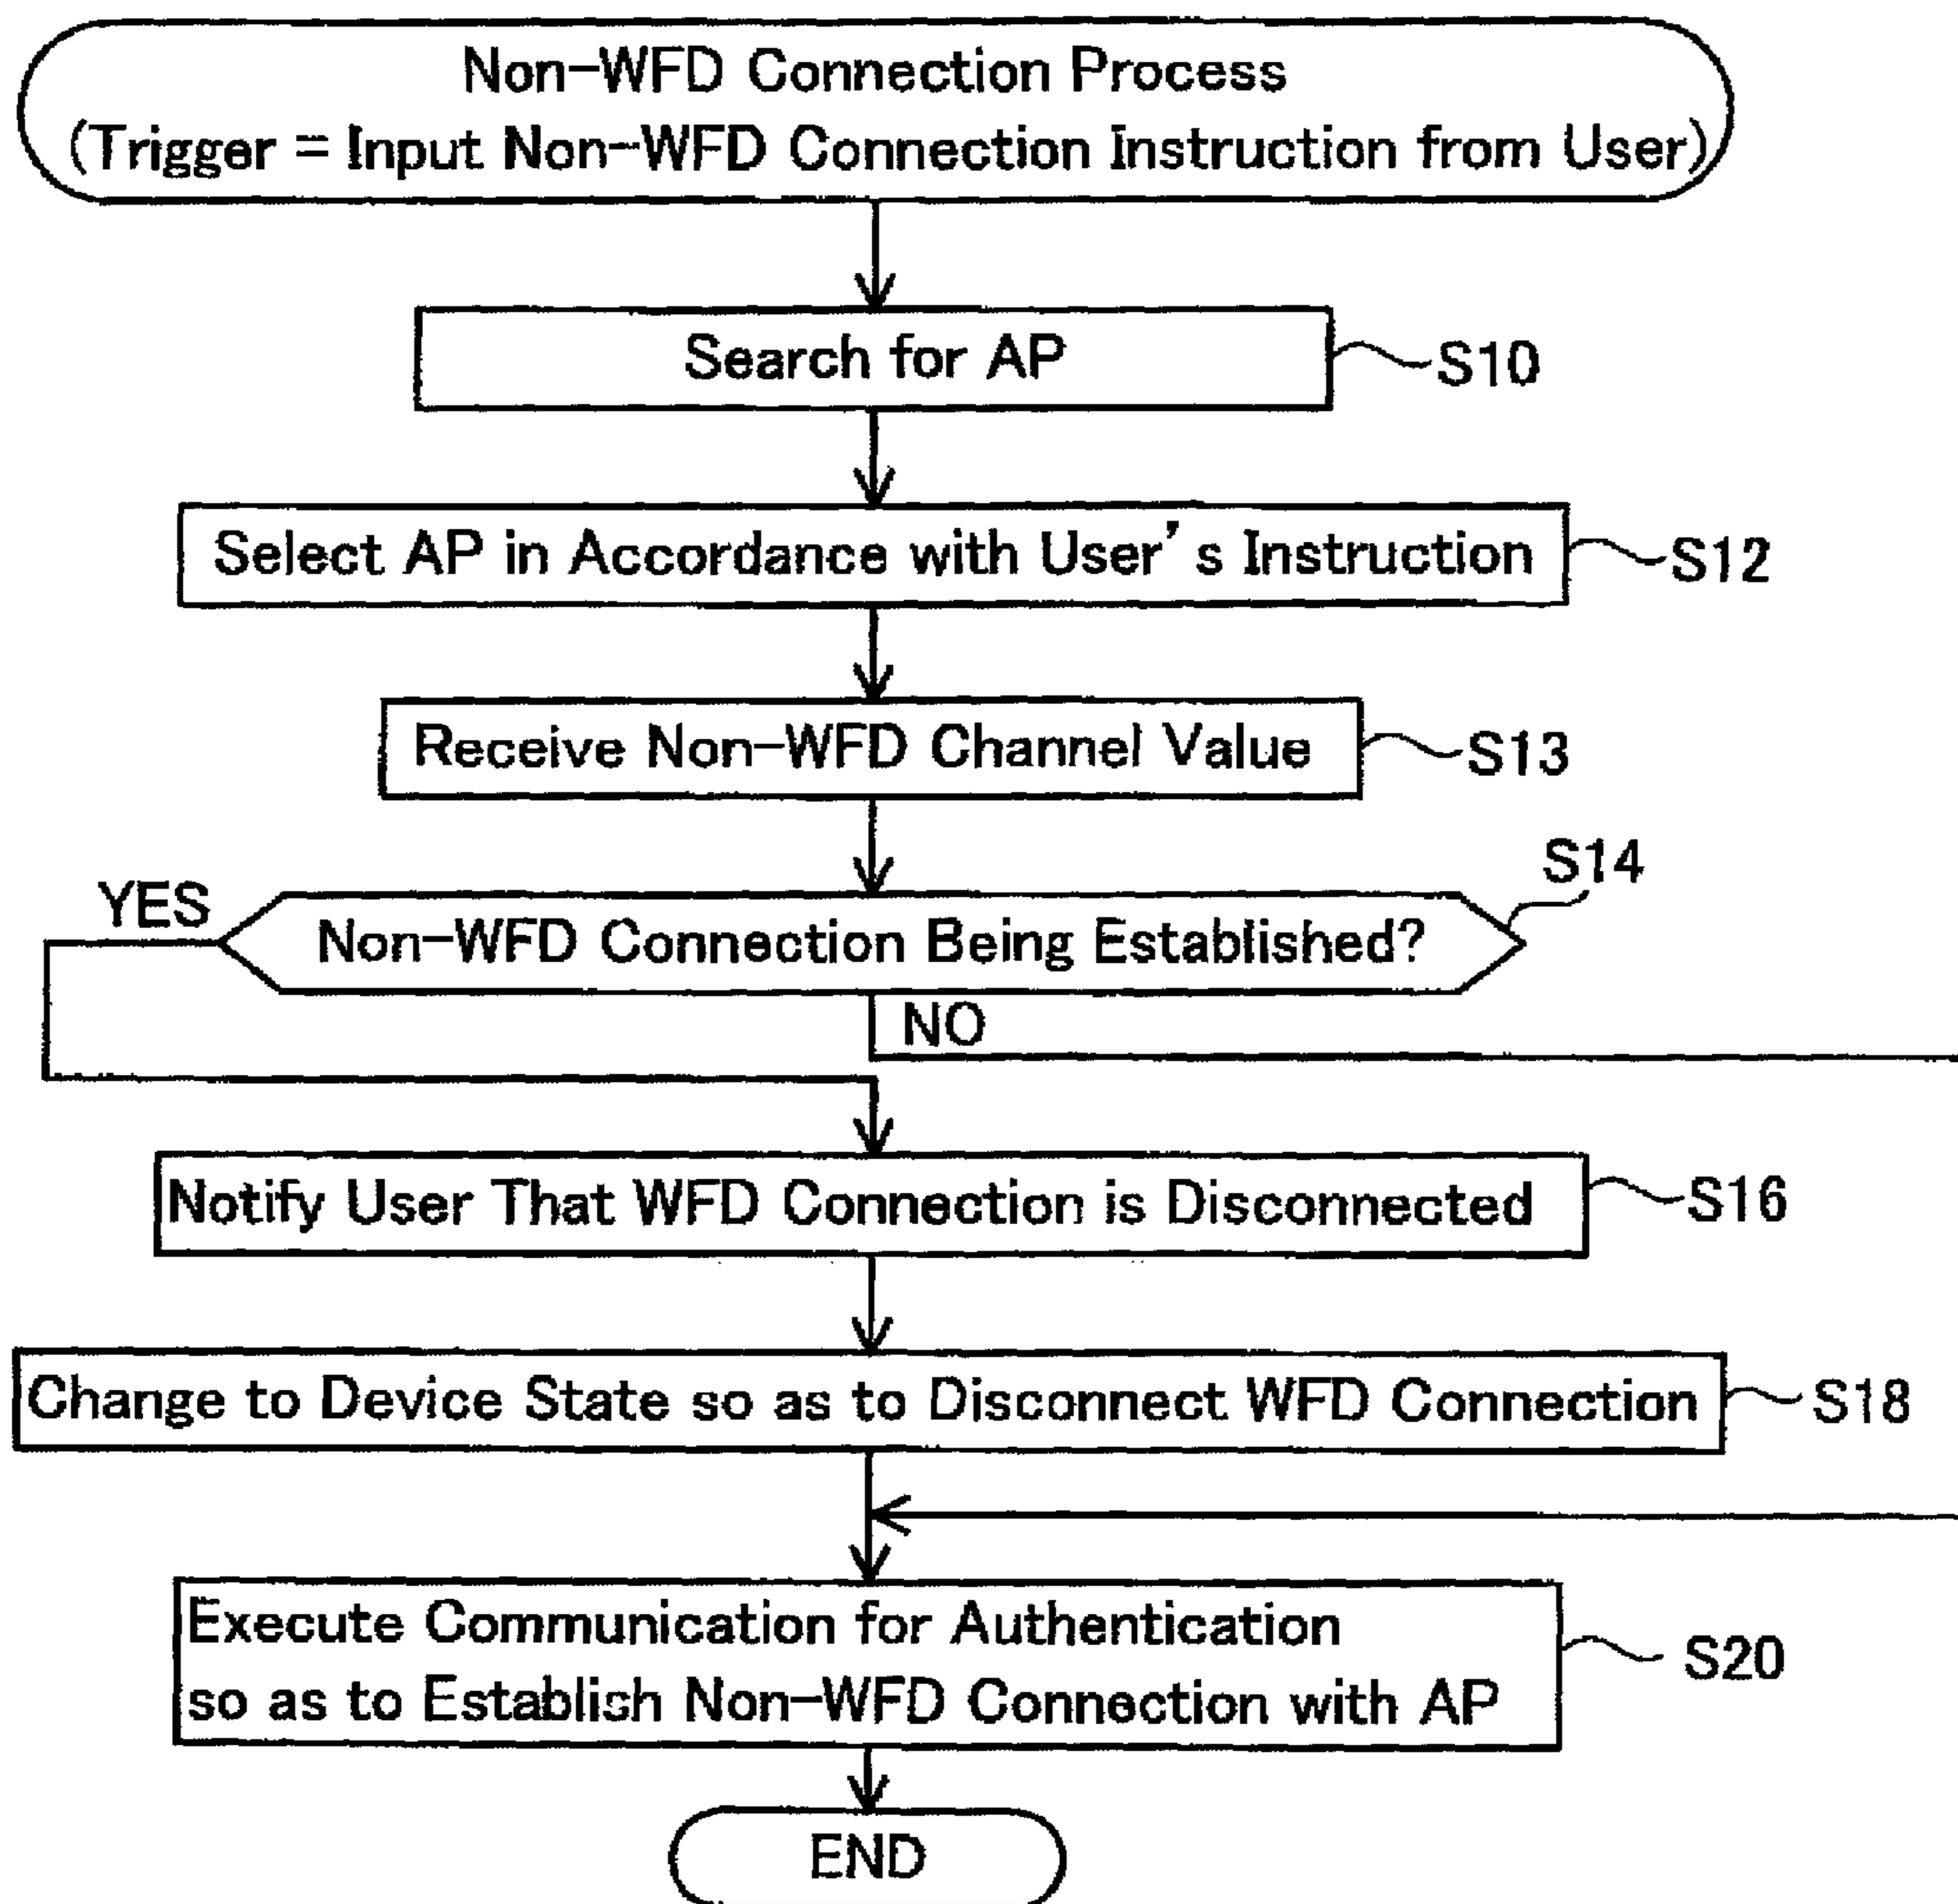 Non-WFD Connection Process
(Trigger = Input Non-WFD Connection Instruction from User)
Search for AP
S10
Select AP in Accordance with User's Instruction
S12
Receive Non-WFD Channel Value
S13
S14
YES
Non-WFD Connection Being Established?
NO
Notify User That WFD Connection is Disconnected
S16
Change to Device State so as to Disconnect WFD Connection
S18
Execute Communication for Authentication
so as to Establish Non-WFD Connection with AP
S20
END